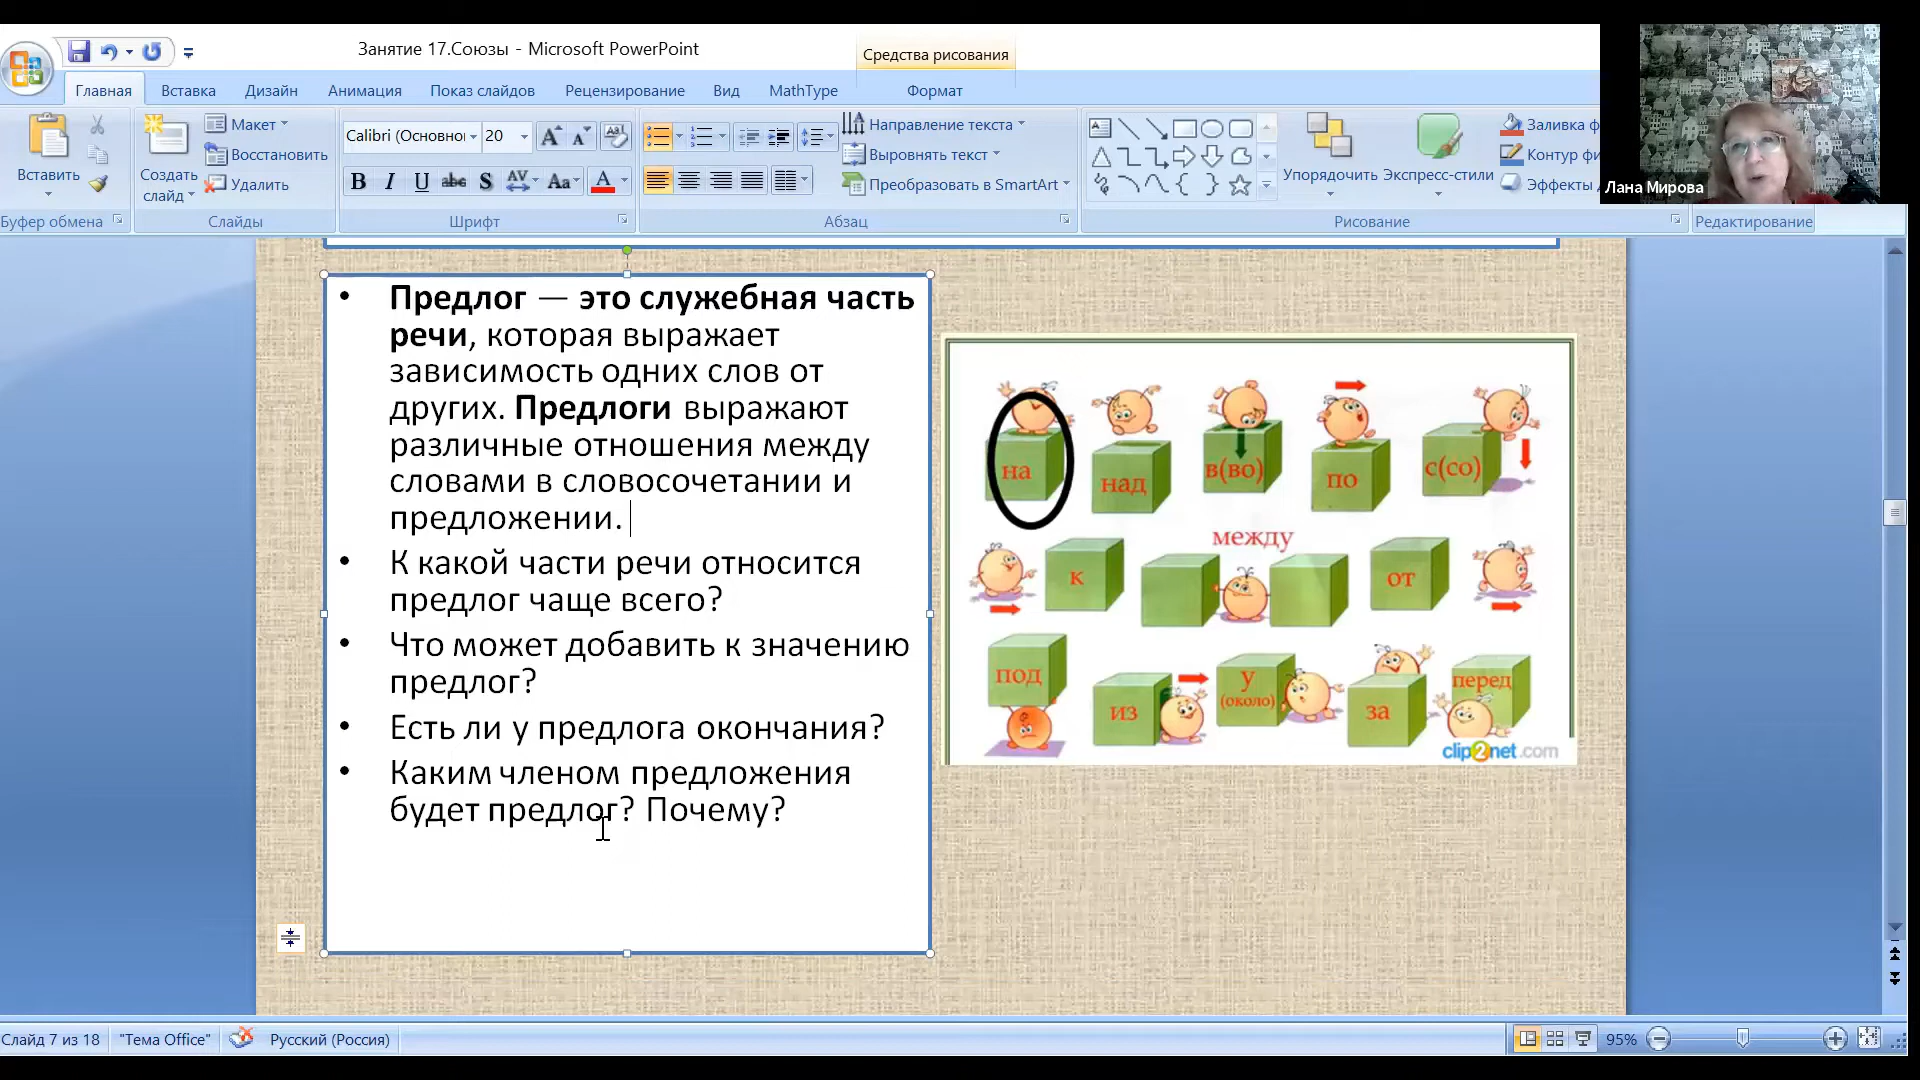 Занятие 17.Союзы - Microsoft PowerPoint
Средства рисования
Главная
Вставка
Дизайн
Анимация
Показ слайдов
Рецензирование
Вид
MathType
Формат
Вставить
Буфер обмена
Создать
слайд
Макет
Восстановить
Удалить
Слайды
Calibri (Основної
20
Шрифт
Направление текста
Выровнять текст
Преобразовать в SmartArt
Абзац
Упорядочить
Экспресс-стили
Заливка ф
Контур фи
Эффекты
Рисование
Редактирование
Лана Мирова
• Предлог — это служебная часть
речи, которая выражает
зависимость одних слов от
других. Предлоги выражают
различные отношения между
словами в словосочетании и
предложении.
• К какой части речи относится
предлог чаще всего?
• Что может добавить к значению
предлог?
• Есть ли у предлога окончания?
• Каким членом предложения
будет предлог? Почему?
на
над
в(во)
по
с(со)
между
к
от
под
из
у
(около)
за
перед
clip2net.com
Слайд 7 из 18
"Тема Office"
Русский (Россия)
95%